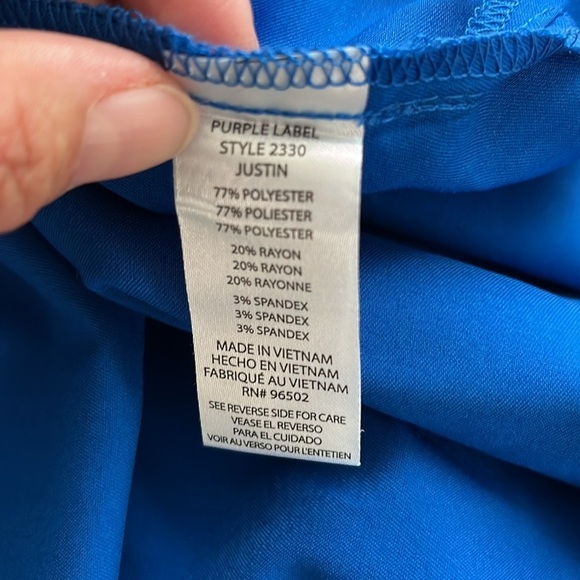 PURPLE LABEL
STYLE 2330
JUSTIN
77% POLYESTER
77% POLIESTER
77% POLYESTER
20% RAYON
20% RAYON
20% RAYONNE
3% SPANDEX
3% SPANDEX
3% SPANDEX
MADE IN VIETNAM
HECHO EN VIETNAM
FABRIQUÉ AU VIETNAM
RN# 96502
SEE REVERSE SIDE FOR CARE
VEASE EL REVERSO
PARA EL CUIDADO
VOIR AU VERSO POUR L'ENTETIEN